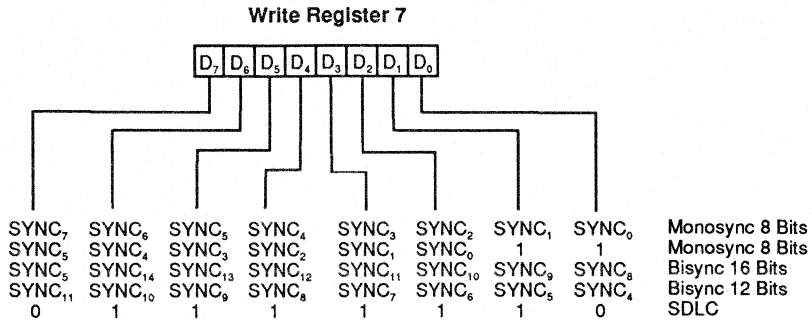 Write Register 7
D₇ D₆ D₅ D₄ D₃ D₂ D₁ D₀
SYNC₇ SYNC₆ SYNC₅ SYNC₄ SYNC₃ SYNC₂ SYNC₁ SYNC₀ Monosync 8 Bits
SYNC₅ SYNC₄ SYNC₃ SYNC₂ SYNC₁ SYNC₀ 1 1 Monosync 8 Bits
SYNC₅ SYNC₁₄ SYNC₁₃ SYNC₁₂ SYNC₁₁ SYNC₁₀ SYNC₉ SYNC₈ Bisync 16 Bits
SYNC₁₁ SYNC₁₀ SYNC₉ SYNC₈ SYNC₇ SYNC₆ SYNC₅ SYNC₄ Bisync 12 Bits
0 1 1 1 1 1 1 0 SDLC